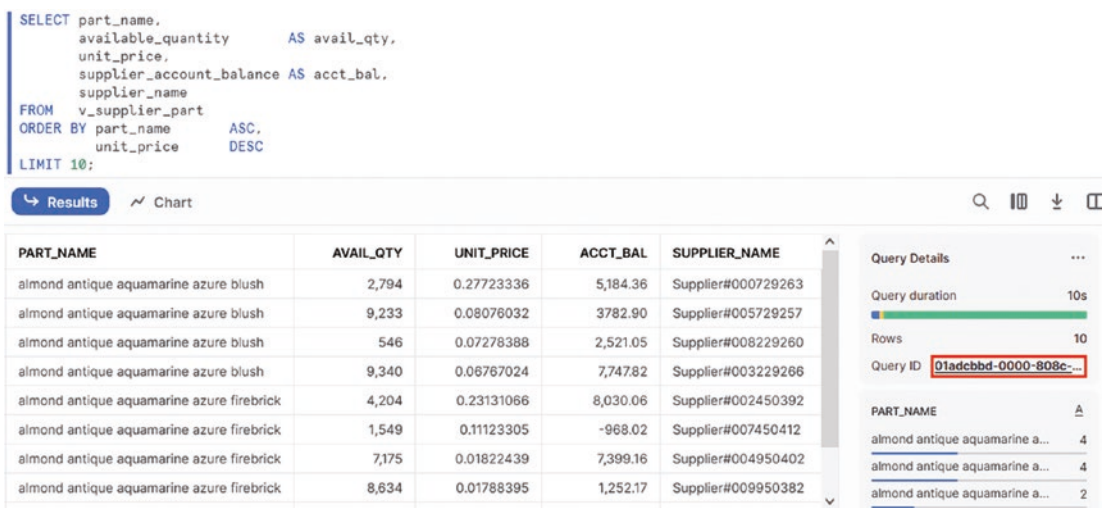 SELECT part_name,
available_quantity AS avail_qty,
unit_price,
supplier_account_balance AS acct_bal,
supplier_name
FROM v_supplier_part
ORDER BY part_name ASC,
unit_price DESC
LIMIT 10;
Results Chart
PART_NAME AVAIL_QTY UNIT_PRICE ACCT_BAL SUPPLIER_NAME
almond antique aquamarine azure blush 2,794 0.27723336 5,184.36 Supplier#000729263
almond antique aquamarine azure blush 9,233 0.08076032 3782.90 Supplier#005729257
almond antique aquamarine azure blush 546 0.07278388 2,521.05 Supplier#008229260
almond antique aquamarine azure blush 9,340 0.06767024 7,747.82 Supplier#003229266
almond antique aquamarine azure firebrick 4,204 0.23131066 8,030.06 Supplier#002450392
almond antique aquamarine azure firebrick 1,549 0.11123305 -968.02 Supplier#007450412
almond antique aquamarine azure firebrick 7,175 0.01822439 7,399.16 Supplier#004950402
almond antique aquamarine azure firebrick 8,634 0.01788395 1,252.17 Supplier#009950382
Query Details ...
Query duration 10s
Rows 10
Query ID 01adcbbd-0000-808c-...
PART_NAME A
almond antique aquamarine a... 4
almond antique aquamarine a... 4
almond antique aquamarine a... 2